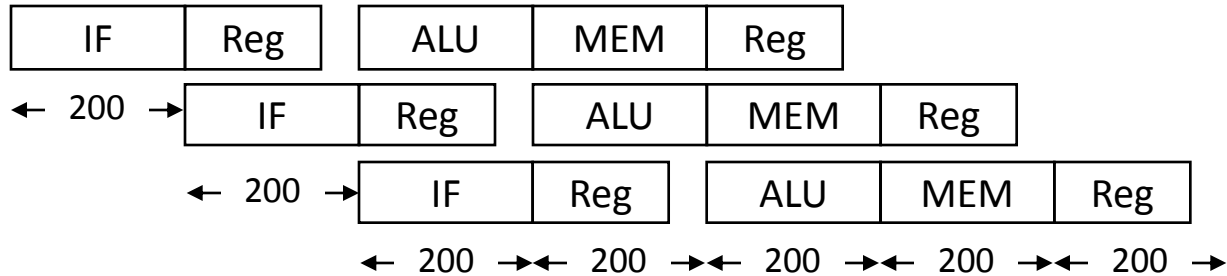 IF Reg ALU MEM Reg
200 IF Reg ALU MEM Reg
200 IF Reg ALU MEM Reg
200 200 200 200 200